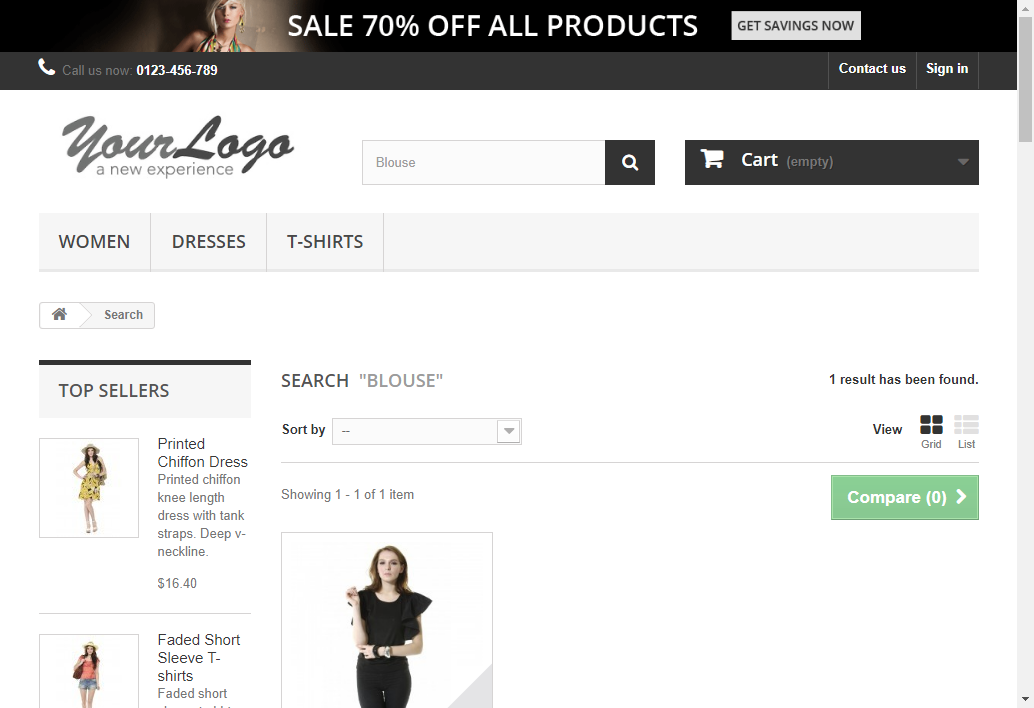 SALE 70% OFF ALL PRODUCTS
GET SAVINGS NOW
Call us now: 0123-456-789
Contact us
Sign in
YourLogo
a new experience
Blouse
Cart (empty)
WOMEN
DRESSES
T-SHIRTS
Search
TOP SELLERS
Printed
Chiffon Dress
Printed chiffon
knee length
dress with tank
straps. Deep v-
neckline.
$16.40
Faded Short
Sleeve T-
shirts
Faded short
SEARCH "BLOUSE"
1 result has been found.
Sort by
--
View
Grid
List
Showing 1 - 1 of 1 item
Compare (0)